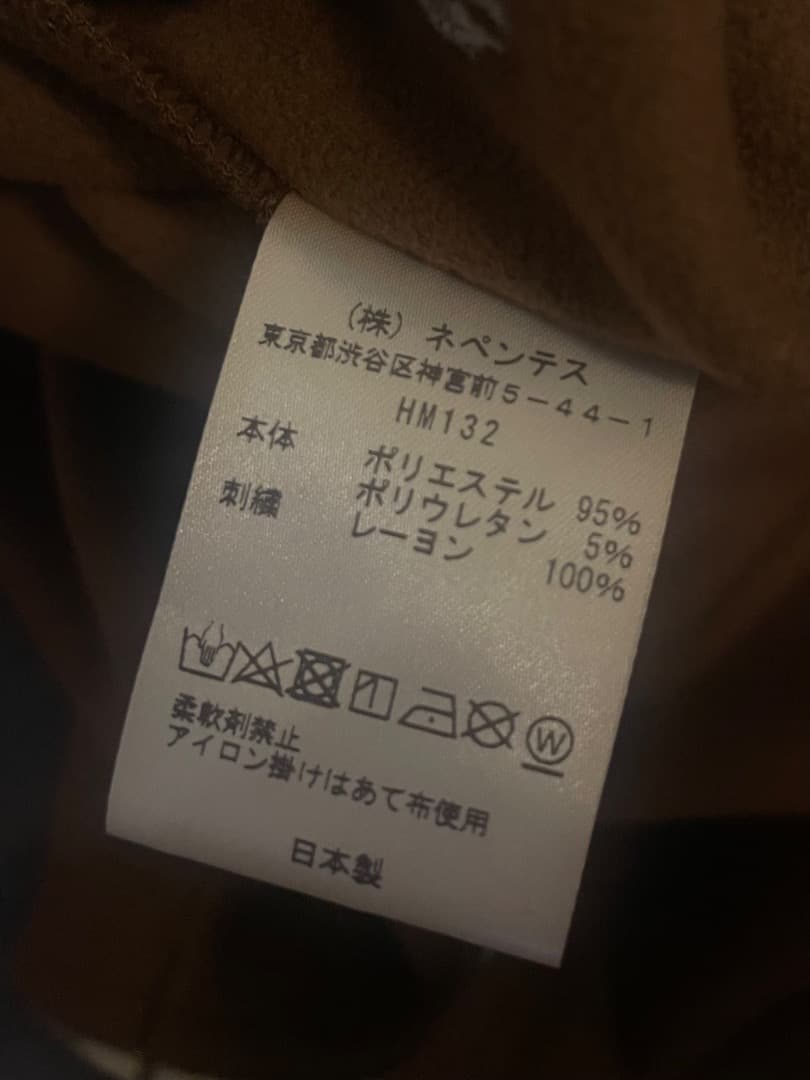 (株) ネペンテス
東京都渋谷区神宮前5-44-1
HM132
本体 ポリエステル 95%
ポリウレタン 5%
刺繍 レーヨン 100%
W
柔軟剤禁止
アイロン掛けはあて布使用
日本製